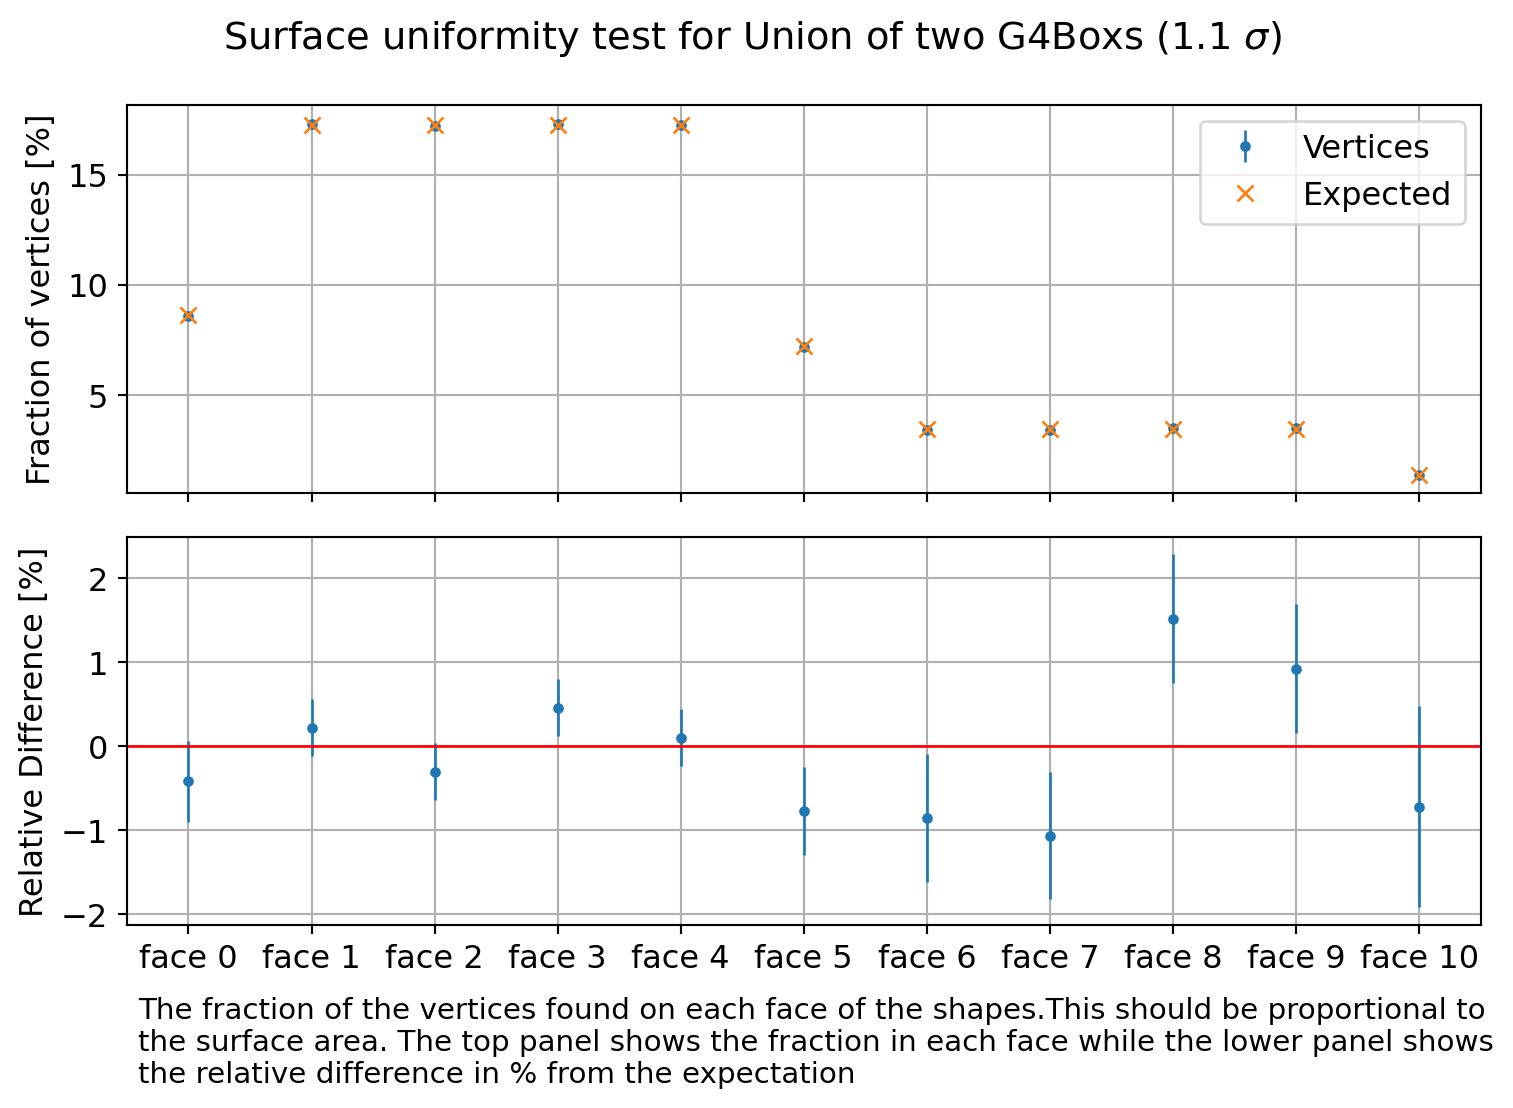 Surface uniformity test for Union of two G4Boxs (1.1 σ)
Fraction of vertices [%]
15
10
5
Vertices
Expected
Relative Difference [%]
2
1
0
−1
−2
face 0 face 1 face 2 face 3 face 4 face 5 face 6 face 7 face 8 face 9 face 10
The fraction of the vertices found on each face of the shapes.This should be proportional to
the surface area. The top panel shows the fraction in each face while the lower panel shows
the relative difference in % from the expectation